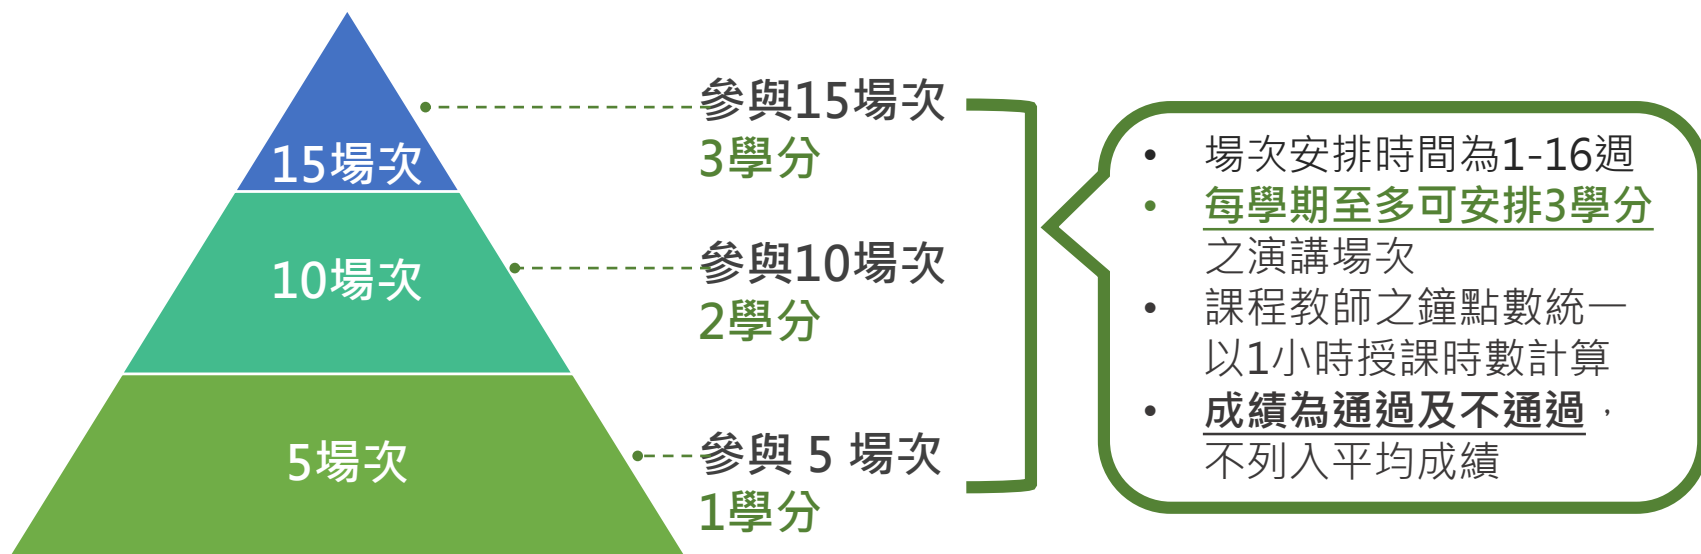 15場次
10場次
5場次
參與15場次
3學分
參與10場次
2學分
參與 5 場次
1學分
• 場次安排時間為1-16週
• 每學期至多可安排3學分
之演講場次
• 課程教師之鐘點數統一
以1小時授課時數計算
• 成績為通過及不通過，
不列入平均成績